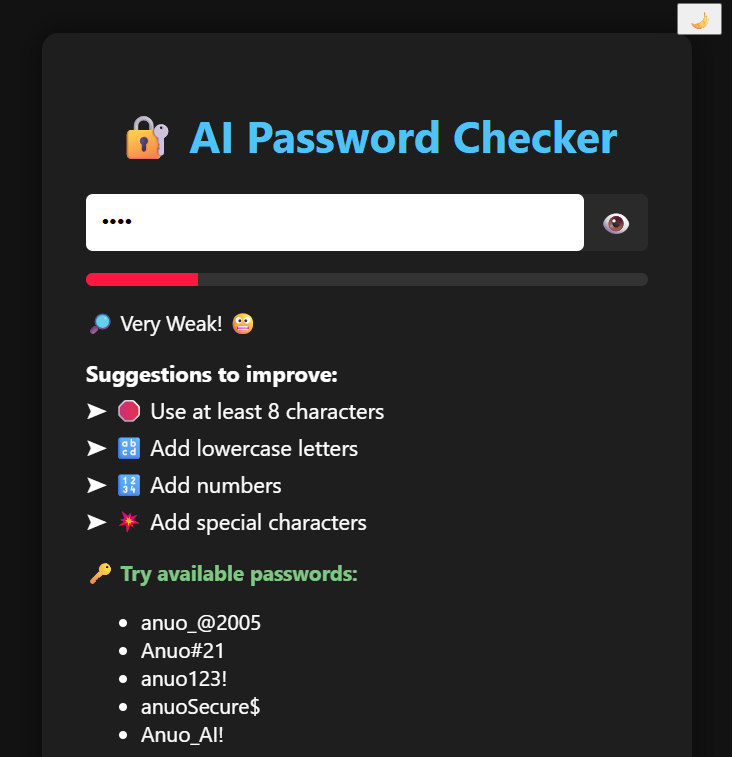 🔐 AI Password Checker
••••
🔎 Very Weak! 😬
Suggestions to improve:
➤ 🛑 Use at least 8 characters
➤ 🔡 Add lowercase letters
➤ 🔢 Add numbers
➤ 💥 Add special characters
🔑 Try available passwords:
• anuo_@2005
• Anuo#21
• anuo123!
• anuoSecure$
• Anuo_AI!